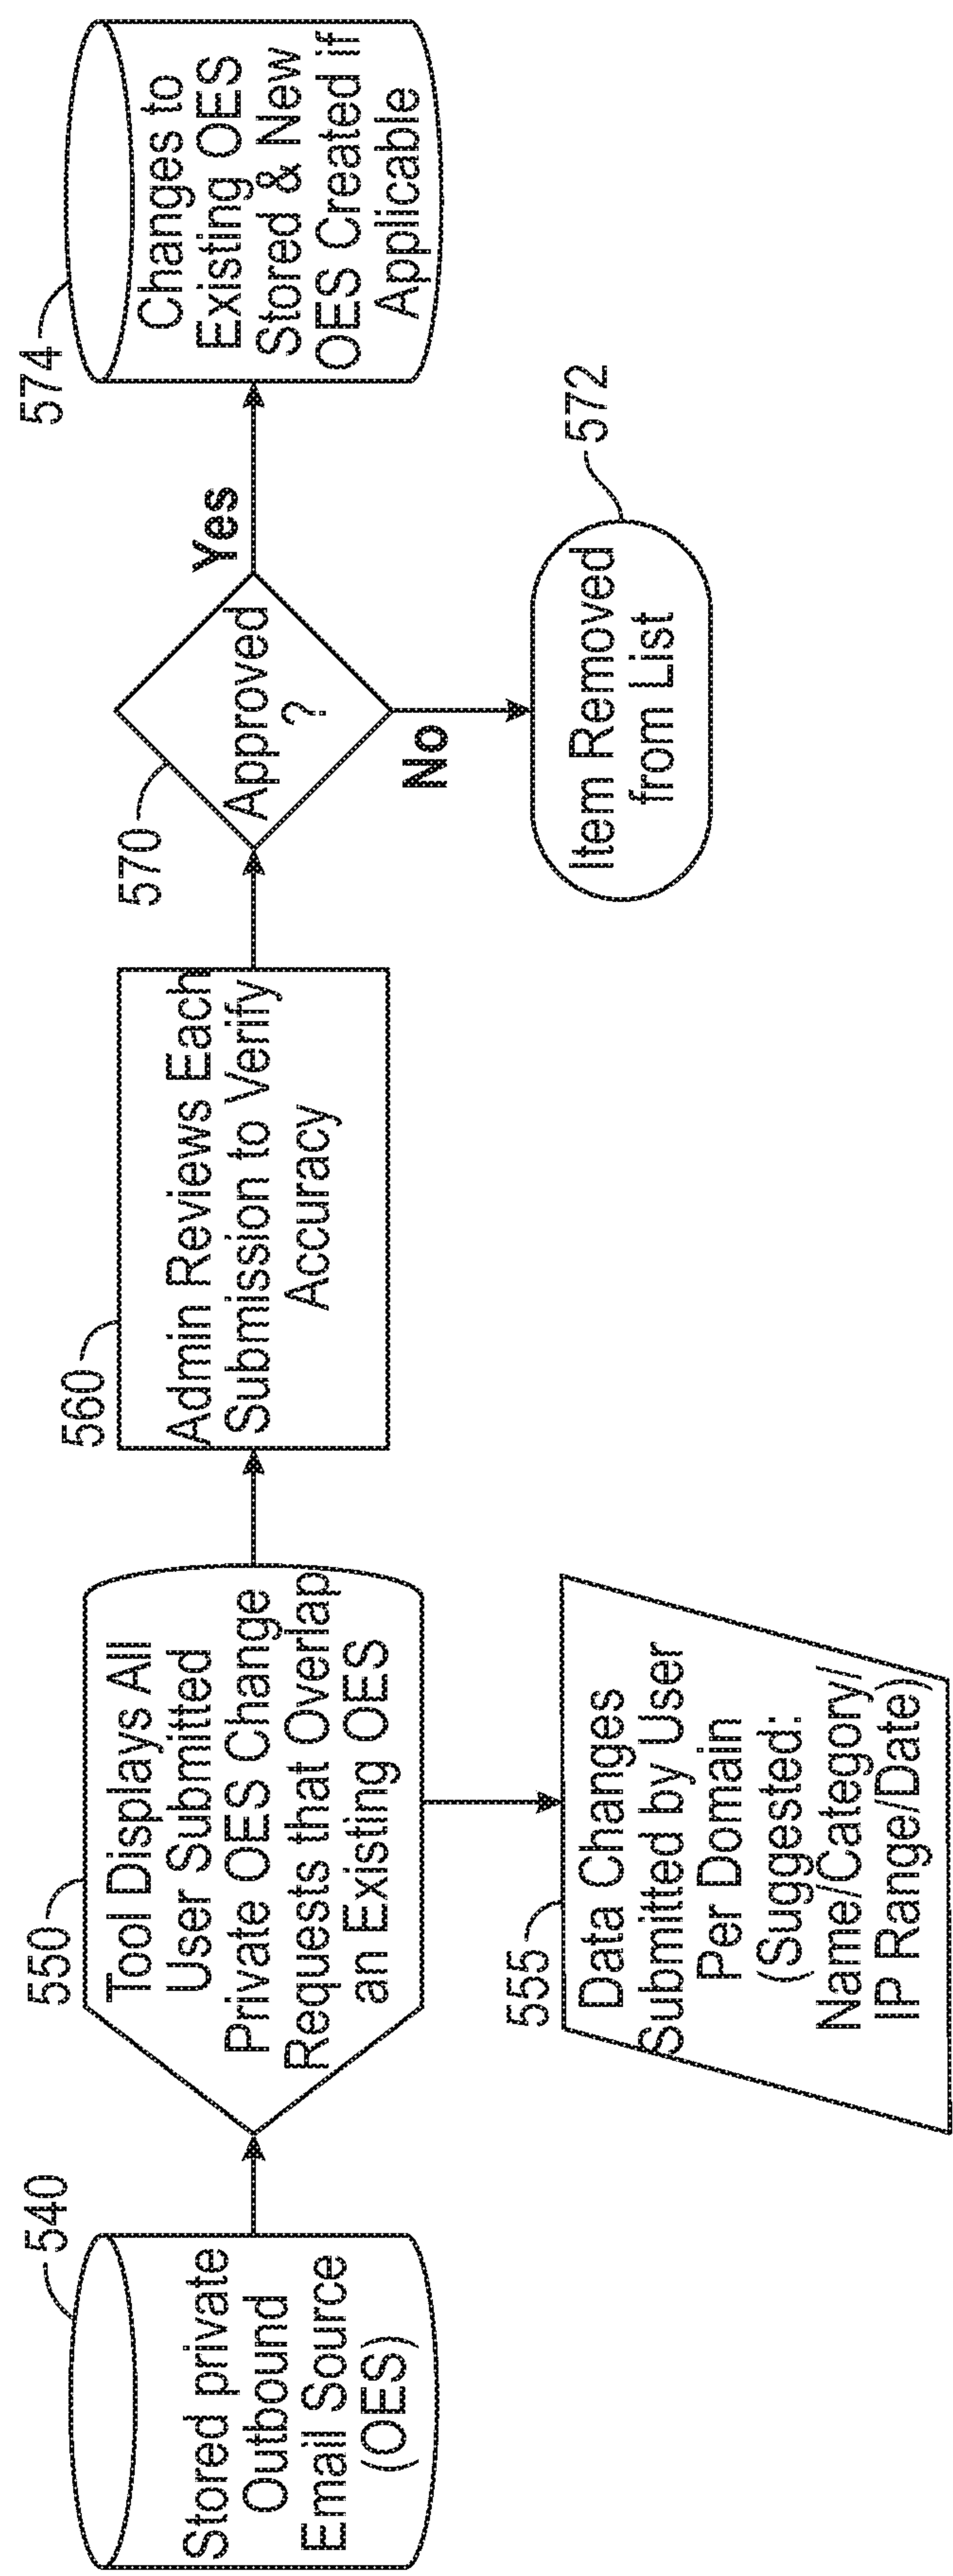 540
Stored private
Outbound
Email Source
(OES)
550
Tool Displays All
User Submitted
Private OES Change
Requests that Overlap
an Existing OES
555
Data Changes
Submitted by User
Per Domain
(Suggested:
Name/Category/
IP Range/Date)
560
Admin Reviews Each
Submission to Verify
Accuracy
570
Approved
?
Yes
No
572
Item Removed
from List
574
Changes to
Existing OES
Stored & New
OES Created if
Applicable